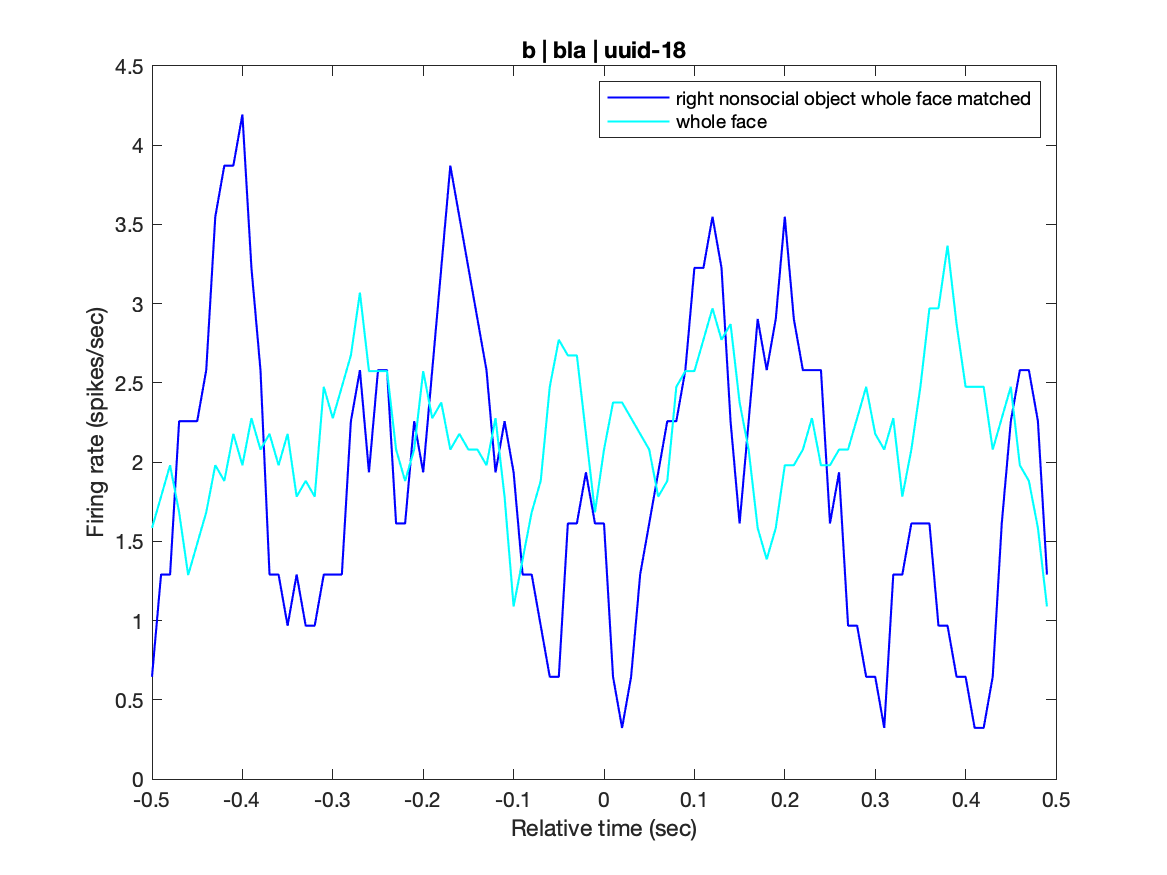 b | bla | uuid-18
right nonsocial object whole face matched
whole face
4.5
4
3.5
3
2.5
2
1.5
1
0.5
0
Firing rate (spikes/sec)
-0.5 -0.4 -0.3 -0.2 -0.1 0 0.1 0.2 0.3 0.4 0.5
Relative time (sec)